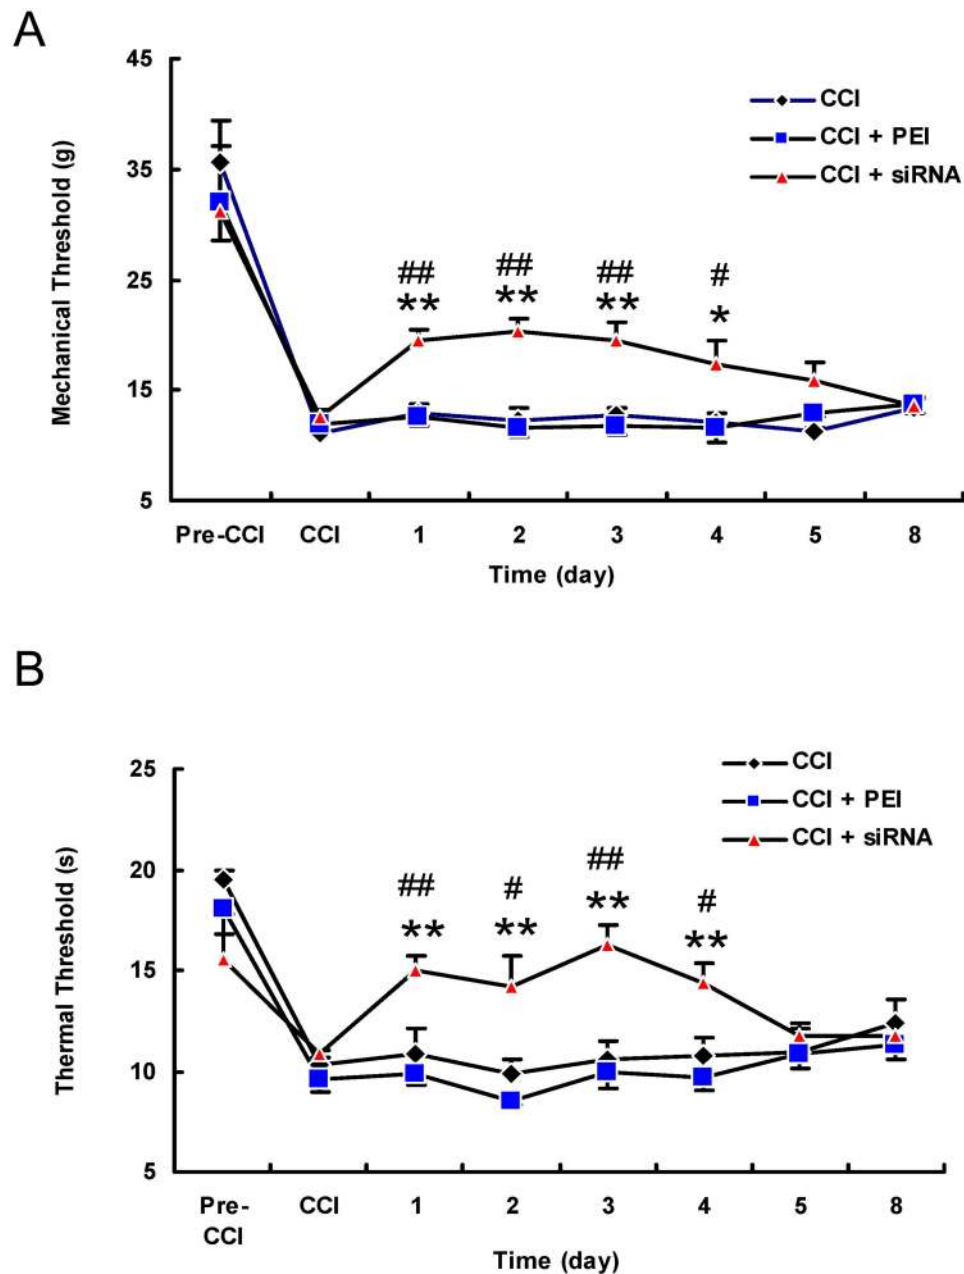 A
45
35
25
15
5
Mechanical Threshold (g)
CCI
CCI + PEI
CCI + siRNA
## ## ## #
** ** ** *
Pre-CCI CCI 1 2 3 4 5 8
Time (day)
B
25
20
15
10
5
Thermal Threshold (s)
CCI
CCI + PEI
CCI + siRNA
## # ## #
** ** ** **
Pre- CCI 1 2 3 4 5 8
CCI
Time (day)